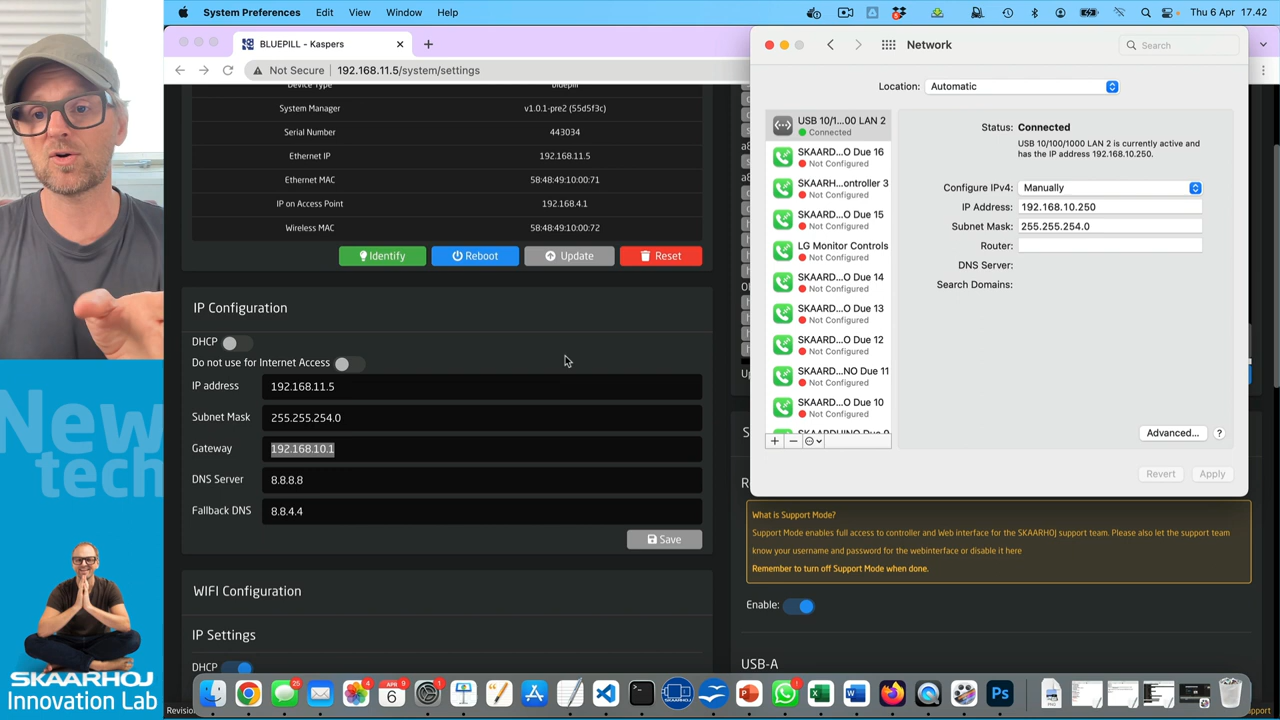 System Preferences Edit View Window Help
Thu 6 Apr 17.42
BLUEPILL - Kaspers
Not Secure 192.168.11.5/system/settings
System Manager v1.0.1-pre2 (55d5f3c)
Serial Number 443034
Ethernet IP 192.168.11.5
Ethernet MAC 58:48:49:10:00:71
IP on Access Point 192.168.4.1
Wireless MAC 58:48:49:10:00:72
Identify Reboot Update Reset
IP Configuration
DHCP
Do not use for Internet Access
IP address 192.168.11.5
Subnet Mask 255.255.254.0
Gateway 192.168.10.1
DNS Server 8.8.8.8
Fallback DNS 8.8.4.4
Save
WIFI Configuration
IP Settings
DHCP
Network
Search
Location: Automatic
USB 10/1...00 LAN 2
Connected
SKAARD...O Due 16
Not Configured
SKAARH...ontroller 3
Not Configured
SKAARD...O Due 15
Not Configured
LG Monitor Controls
Not Configured
SKAARD...O Due 14
Not Configured
SKAARD...O Due 13
Not Configured
SKAARD...O Due 12
Not Configured
SKAARD...NO Due 11
Not Configured
SKAARD...O Due 10
Not Configured
Status: Connected
USB 10/100/1000 LAN 2 is currently active and
has the IP address 192.168.10.250.
Configure IPv4: Manually
IP Address: 192.168.10.250
Subnet Mask: 255.255.254.0
Router:
DNS Server:
Search Domains:
Advanced... ?
Revert Apply
What is Support Mode?
Support Mode enables full access to controller and Web interface for the SKAARHOJ support team. Please also let the support team
know your username and password for the webinterface or disable it here
Remember to turn off Support Mode when done.
Enable:
USB-A
New
tech
SKAARHOJ
Innovation Lab